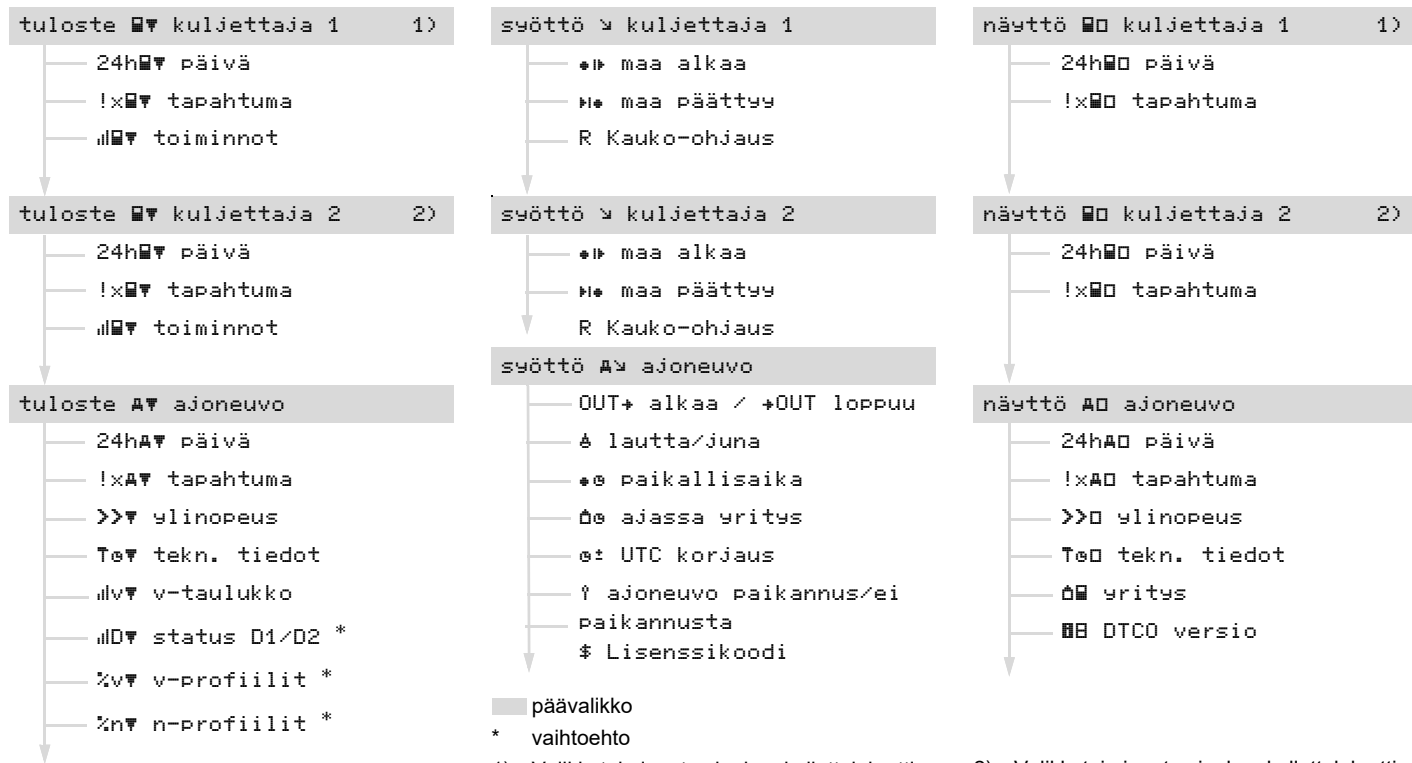 tuloste kuljettaja 1 1)
24h päivä
!x tapahtuma
toiminnot
tuloste kuljettaja 2 2)
24h päivä
!x tapahtuma
toiminnot
tuloste ajoneuvo
24h päivä
!x tapahtuma
>> ylinopeus
T tekn. tiedot
v v-taulukko
D status D1/D2 *
%v v-profiilit *
%n n-profiilit *
syöttö kuljettaja 1
maa alkaa
maa päättyy
R Kauko-ohjaus
syöttö kuljettaja 2
maa alkaa
maa päättyy
R Kauko-ohjaus
syöttö ajoneuvo
OUT→ alkaa / →OUT loppuu
lautta/juna
paikallisaika
ajassa yritys
UTC korjaus
ajoneuvo paikannus/ei
paikannusta
$ Lisenssikoodi
päävalikko
* vaihtoehto
näyttö kuljettaja 1 1)
24h päivä
!x tapahtuma
näyttö kuljettaja 2 2)
24h päivä
!x tapahtuma
näyttö ajoneuvo
24h päivä
!x tapahtuma
>> ylinopeus
T tekn. tiedot
yritys
DTCO versio